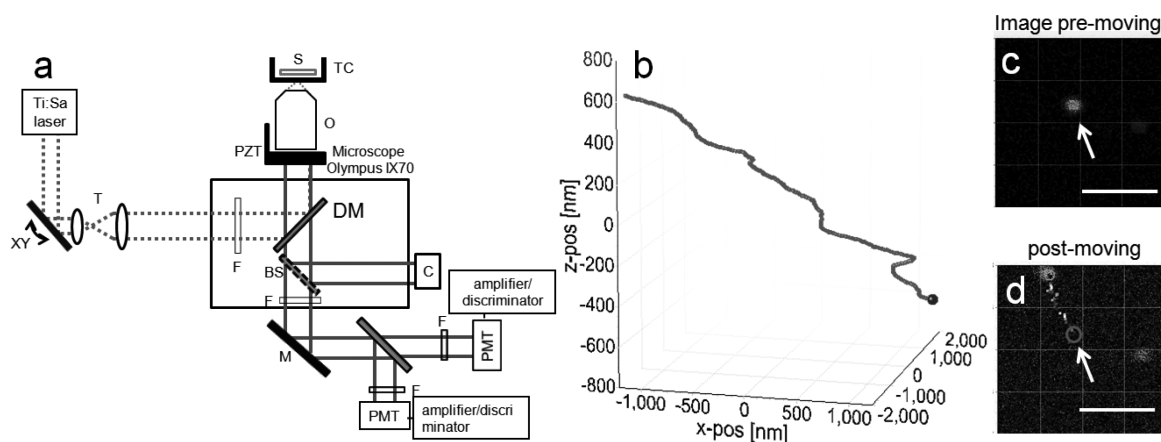 a
Ti:Sa
laser
XY
T
F
S
TC
O
PZT
Microscope
Olympus IX70
DM
BS
F
C
M
amplifier/
discriminator
F
PMT
F
PMT
amplifier/discri
minator
b
800
600
400
200
0
-200
-400
-600
-800
z-pos [nm]
-1,000
-500
0
500
1,000
x-pos [nm]
2,000
1,000
0
-1,000
-2,000
Image pre-moving
c
post-moving
d